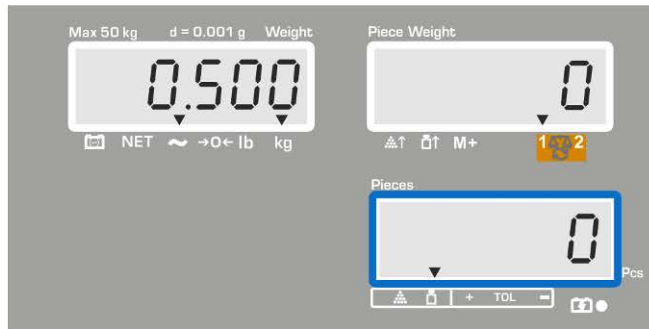 Max 50 kg d = 0.001 g Weight
0.500
NET ~ →0← lb kg
Piece Weight
0
M+ 1 2
Pieces
0
Pcs
+ TOL -